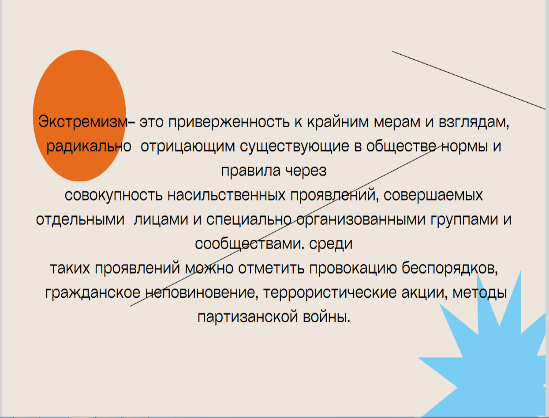 Экстремизм– это приверженность к крайним мерам и взглядам,
радикально отрицающим существующие в обществе нормы и
правила через
совокупность насильственных проявлений, совершаемых
отдельными лицами и специально организованными группами и
сообществами. среди
таких проявлений можно отметить провокацию беспорядков,
гражданское неповиновение, террористические акции, методы
партизанской войны.